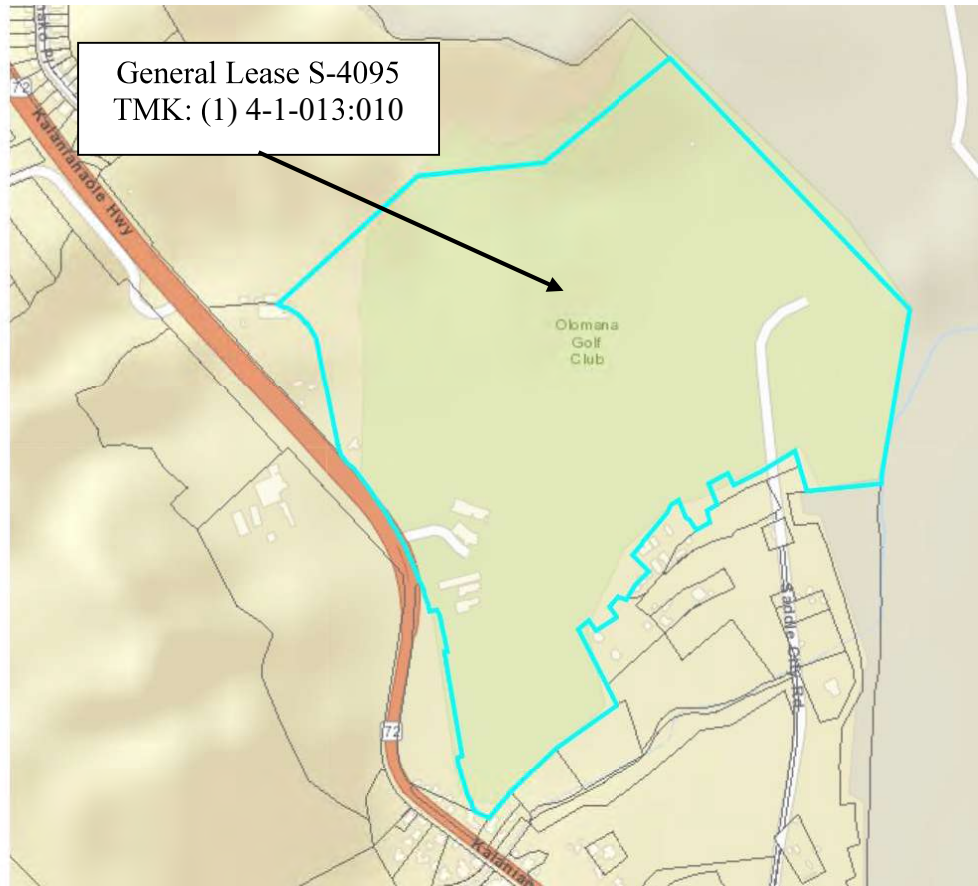 General Lease S-4095
TMK: (1) 4-1-013:010
72
Kalanianaole Hwy
Olomana
Golf
Club
Saddle City Rd
72